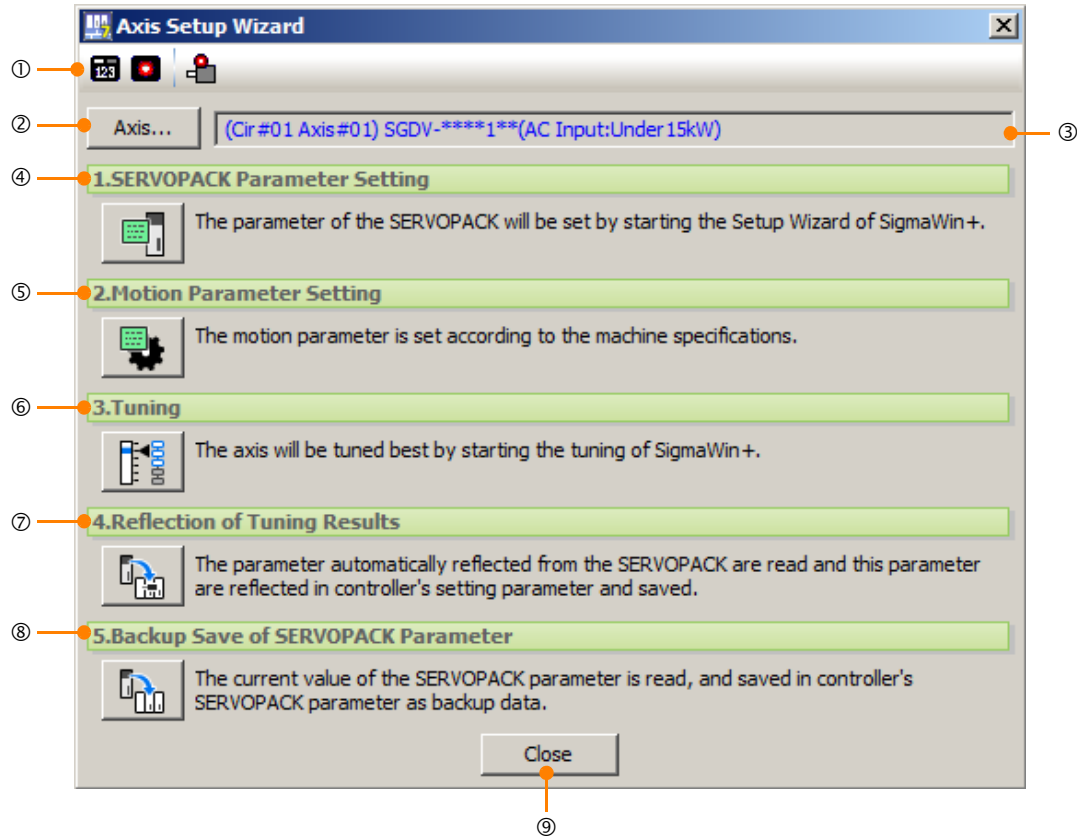 Axis Setup Wizard
①
123
② Axis... (Cir#01 Axis#01) SGDV-****1**(AC Input:Under15kW) ③
④ 1.SERVOPACK Parameter Setting
The parameter of the SERVOPACK will be set by starting the Setup Wizard of SigmaWin+.
⑤ 2.Motion Parameter Setting
The motion parameter is set according to the machine specifications.
⑥ 3.Tuning
The axis will be tuned best by starting the tuning of SigmaWin+.
⑦ 4.Reflection of Tuning Results
The parameter automatically reflected from the SERVOPACK are read and this parameter
are reflected in controller's setting parameter and saved.
⑧ 5.Backup Save of SERVOPACK Parameter
The current value of the SERVOPACK parameter is read, and saved in controller's
SERVOPACK parameter as backup data.
Close
⑨